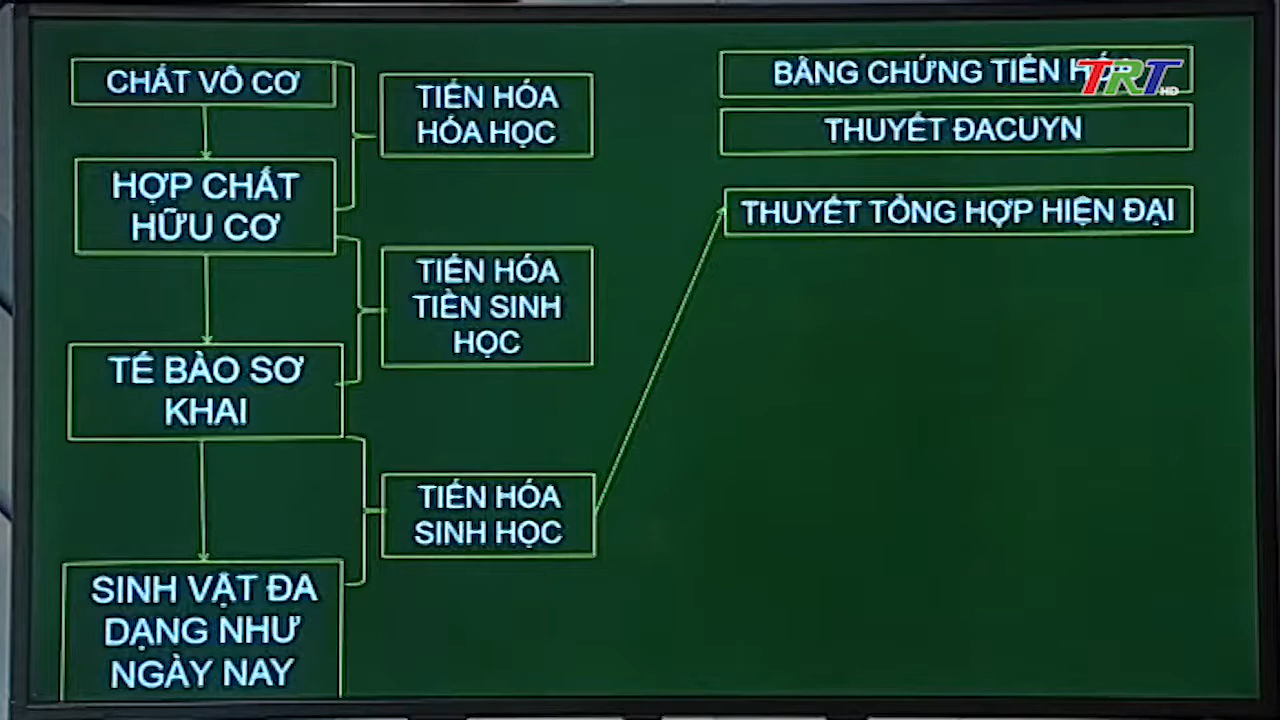 CHẤT VÔ CƠ
HỢP CHẤT
HỮU CƠ
TẾ BÀO SƠ
KHAI
SINH VẬT ĐA
DẠNG NHƯ
NGÀY NAY
TIẾN HÓA
HÓA HỌC
TIẾN HÓA
TIỀN SINH
HỌC
TIẾN HÓA
SINH HỌC
BẰNG CHỨNG TIẾN
TRT HD
THUYẾT ĐACUYN
THUYẾT TỔNG HỢP HIỆN ĐẠI